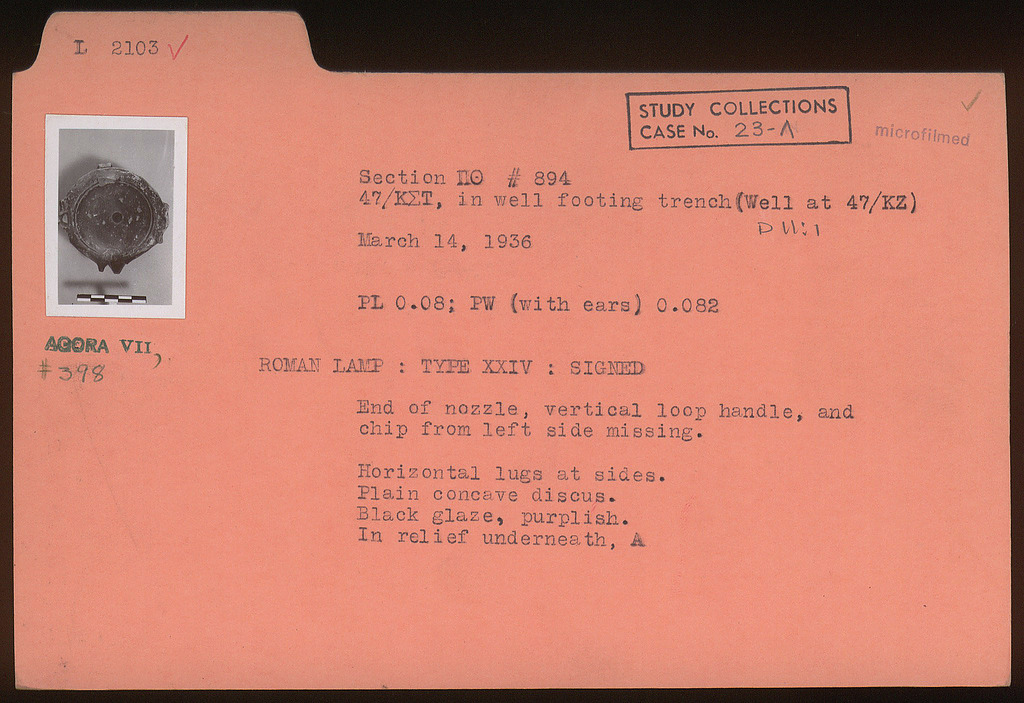 L 2103 ✓
STUDY COLLECTIONS
CASE No. 23-Λ
✓
microfilmed
Section ΠΘ # 894
47/ΚΣΤ, in well footing trench(Well at 47/ΚΖ)
D 11:1
March 14, 1936
PL 0.08; PW (with ears) 0.082
AGORA VII,
# 398
ROMAN LAMP : TYPE XXIV : SIGNED
End of nozzle, vertical loop handle, and
chip from left side missing.
Horizontal lugs at sides.
Plain concave discus.
Black glaze, purplish.
In relief underneath, A